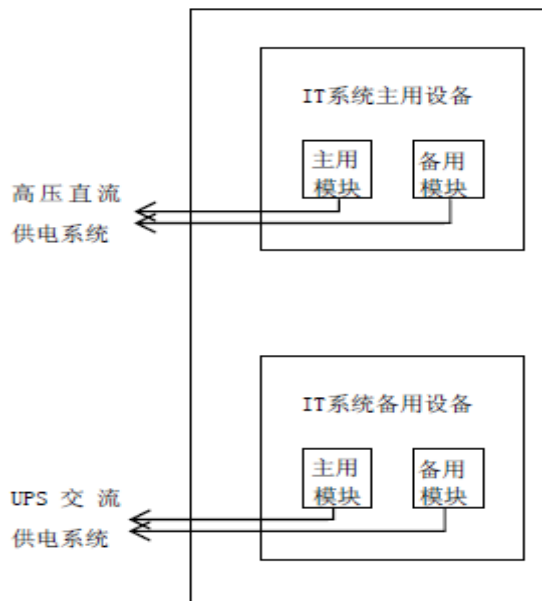 IT系统主用设备
主用
模块
备用
模块
高压直流
供电系统
IT系统备用设备
主用
模块
备用
模块
UPS 交 流
供电系统